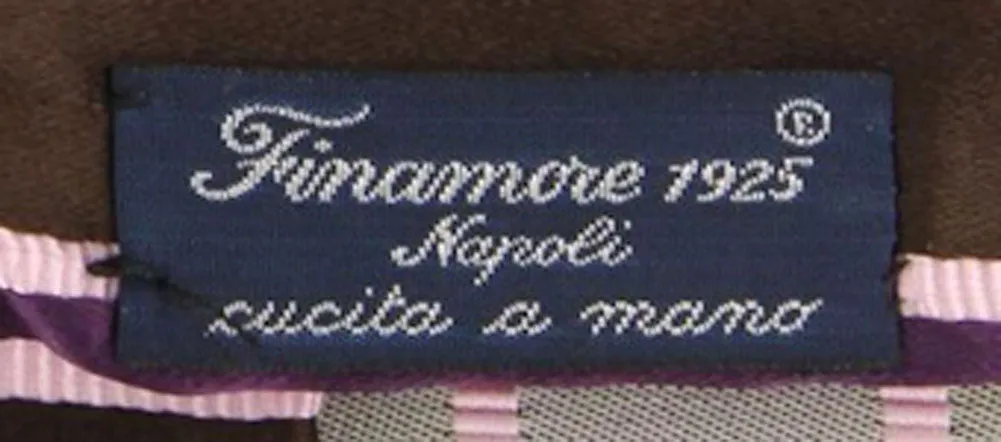 Finamore 1925®
Napoli
cucita a mano